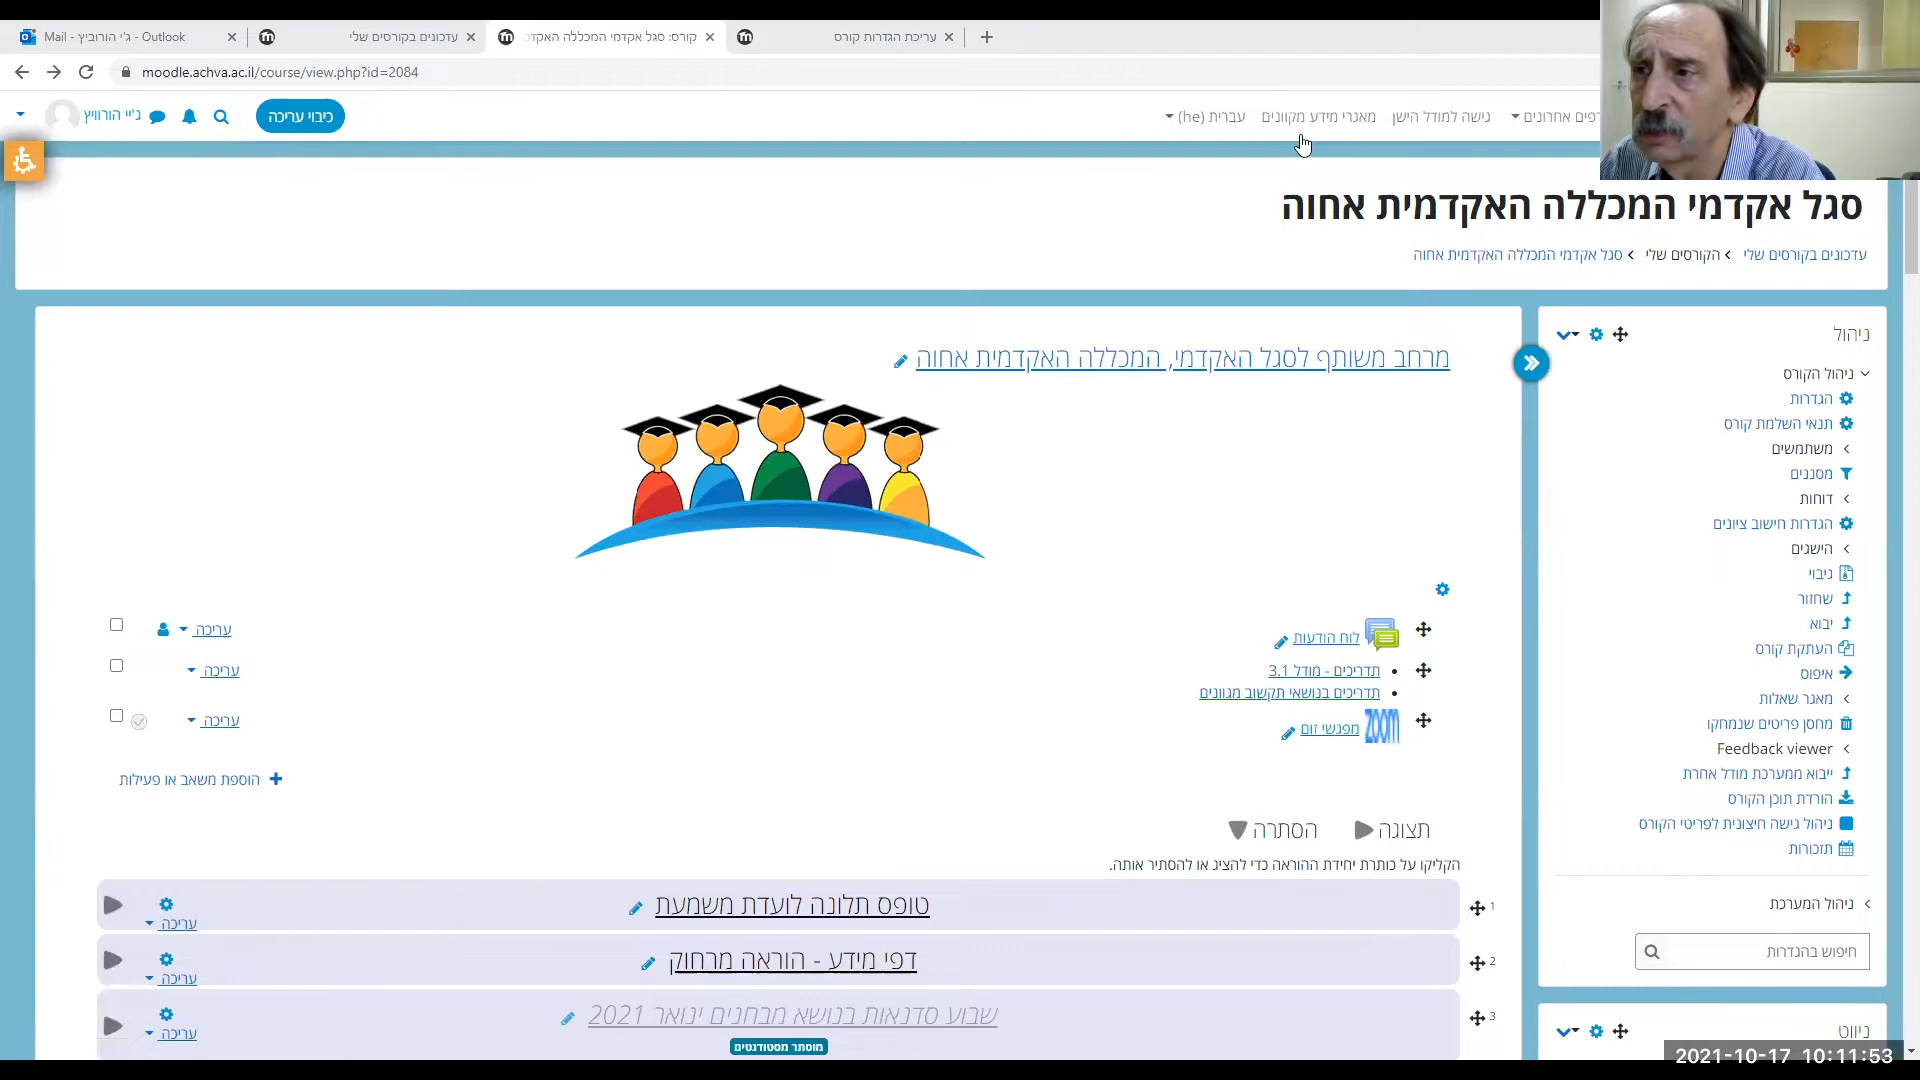 Mail - ג'י הורוביץ - Outlook
עדכונים בקורסים שלי
קורס: סגל אקדמי המכללה האקדמ
עריכת הגדרות קורס
moodle.achva.ac.il/course/view.php?id=2084
דפים אחרונים
גישה למודל הישן
מאגרי מידע מקוונים
עברית (he)
כיבוי עריכה
ג'יי הורוויץ
סגל אקדמי המכללה האקדמית אחוה
עדכונים בקורסים שלי
הקורסים שלי
סגל אקדמי המכללה האקדמית אחוה
ניהול
ניהול הקורס
הגדרות
תנאי השלמת קורס
משתמשים
מסננים
דוחות
הגדרות חישוב ציונים
הישגים
גיבוי
שחזור
יבוא
העתקת קורס
איפוס
מאגר שאלות
מחסן פריטים שנמחקו
Feedback viewer
ייבוא ממערכת מודל אחרת
הורדת תוכן הקורס
ניהול גישה חיצונית לפריטי הקורס
תזכורות
ניהול המערכת
חיפוש בהגדרות
ניווט
מרחב משותף לסגל האקדמי, המכללה האקדמית אחוה
לוח הודעות
עריכה
תדריכים - מודל 3.1
עריכה
תדריכים בנושאי תקשוב מגוונים
zoom
מפגשי זום
עריכה
הוספת משאב או פעילות
תצוגה
הסתרה
הקליקו על כותרת יחידת ההוראה כדי להציג או להסתיר אותה.
1
טופס תלונה לועדת משמעת
עריכה
2
דפי מידע - הוראה מרחוק
עריכה
3
שבוע סדנאות בנושא מבחנים ינואר 2021
עריכה
מוסתר מסטודנטים
2021-10-17 10:11:53